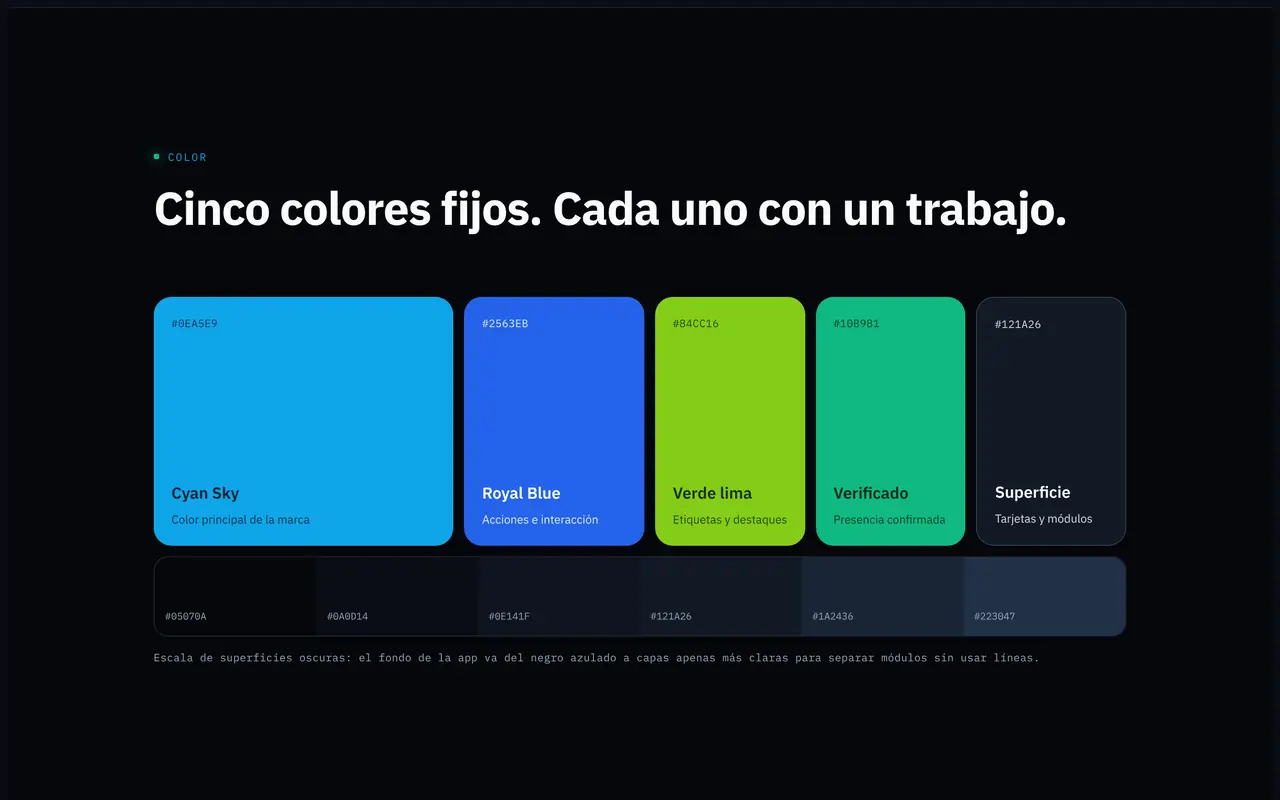 COLOR
Cinco colores fijos. Cada uno con un trabajo.
#0EA5E9
Cyan Sky
Color principal de la marca
#2563EB
Royal Blue
Acciones e interacción
#84CC16
Verde lima
Etiquetas y destaques
#10B981
Verificado
Presencia confirmada
#121A26
Superficie
Tarjetas y módulos
#05070A
#0A0D14
#0E141F
#121A26
#1A2436
#223047
Escala de superficies oscuras: el fondo de la app va del negro azulado a capas apenas más claras para separar módulos sin usar líneas.